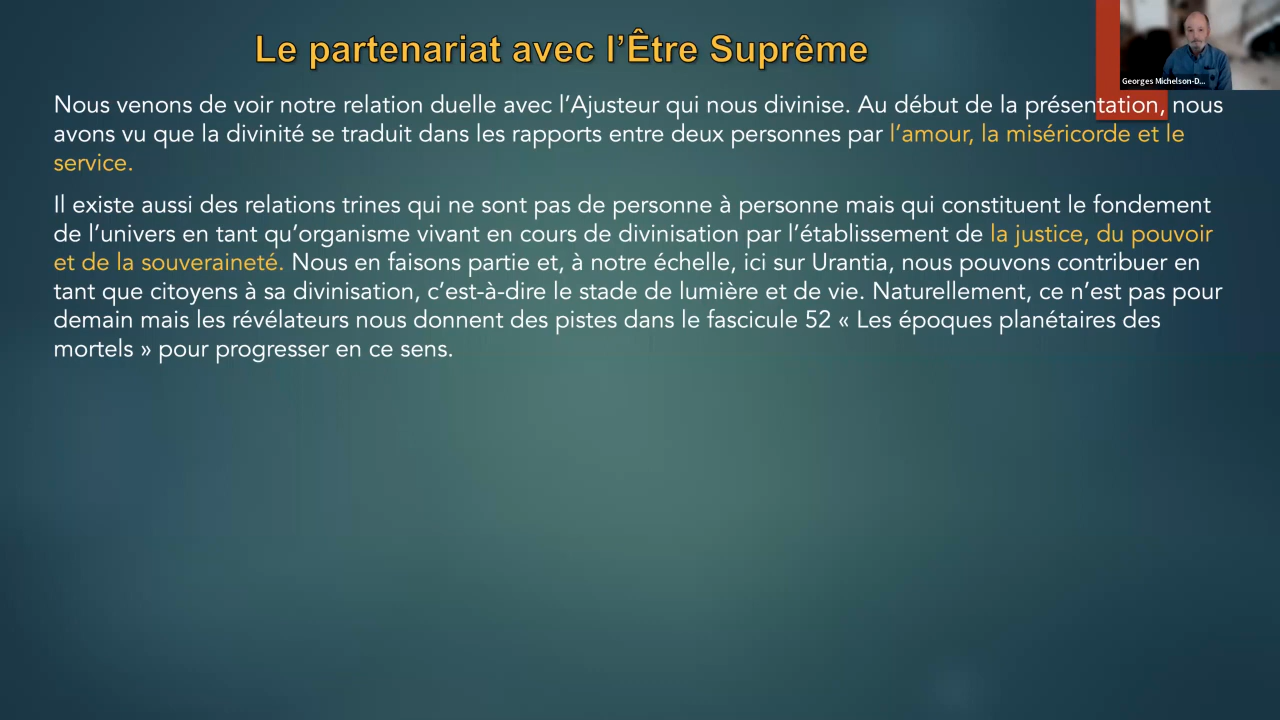 Le partenariat avec l’Être Suprême
Georges Michelson-D...
Nous venons de voir notre relation duelle avec l’Ajusteur qui nous divinise. Au début de la présentation, nous
avons vu que la divinité se traduit dans les rapports entre deux personnes par l’amour, la miséricorde et le
service.
Il existe aussi des relations trines qui ne sont pas de personne à personne mais qui constituent le fondement
de l’univers en tant qu’organisme vivant en cours de divinisation par l’établissement de la justice, du pouvoir
et de la souveraineté. Nous en faisons partie et, à notre échelle, ici sur Urantia, nous pouvons contribuer en
tant que citoyens à sa divinisation, c’est-à-dire le stade de lumière et de vie. Naturellement, ce n’est pas pour
demain mais les révélateurs nous donnent des pistes dans le fascicule 52 « Les époques planétaires des
mortels » pour progresser en ce sens.